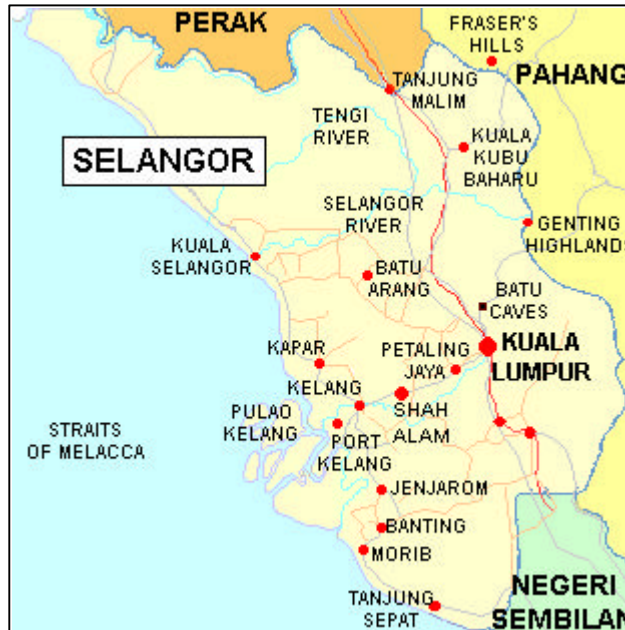 PERAK
FRASER'S
HILLS
PAHANG
TANJUNG
MALIM
TENGI
RIVER
KUALA
KUBU
BAHARU
SELANGOR
SELANGOR
RIVER
GENTING
HIGHLANDS
KUALA
SELANGOR
BATU
ARANG
BATU
CAVES
KUALA
LUMPUR
KAPAR
PETALING
JAYA
KELANG
PULAO
KELANG
SHAH
ALAM
PORT
KELANG
STRAITS
OF MELACCA
JENJAROM
BANTING
MORIB
TANJUNG
SEPAT
NEGERI
SEMBILAN